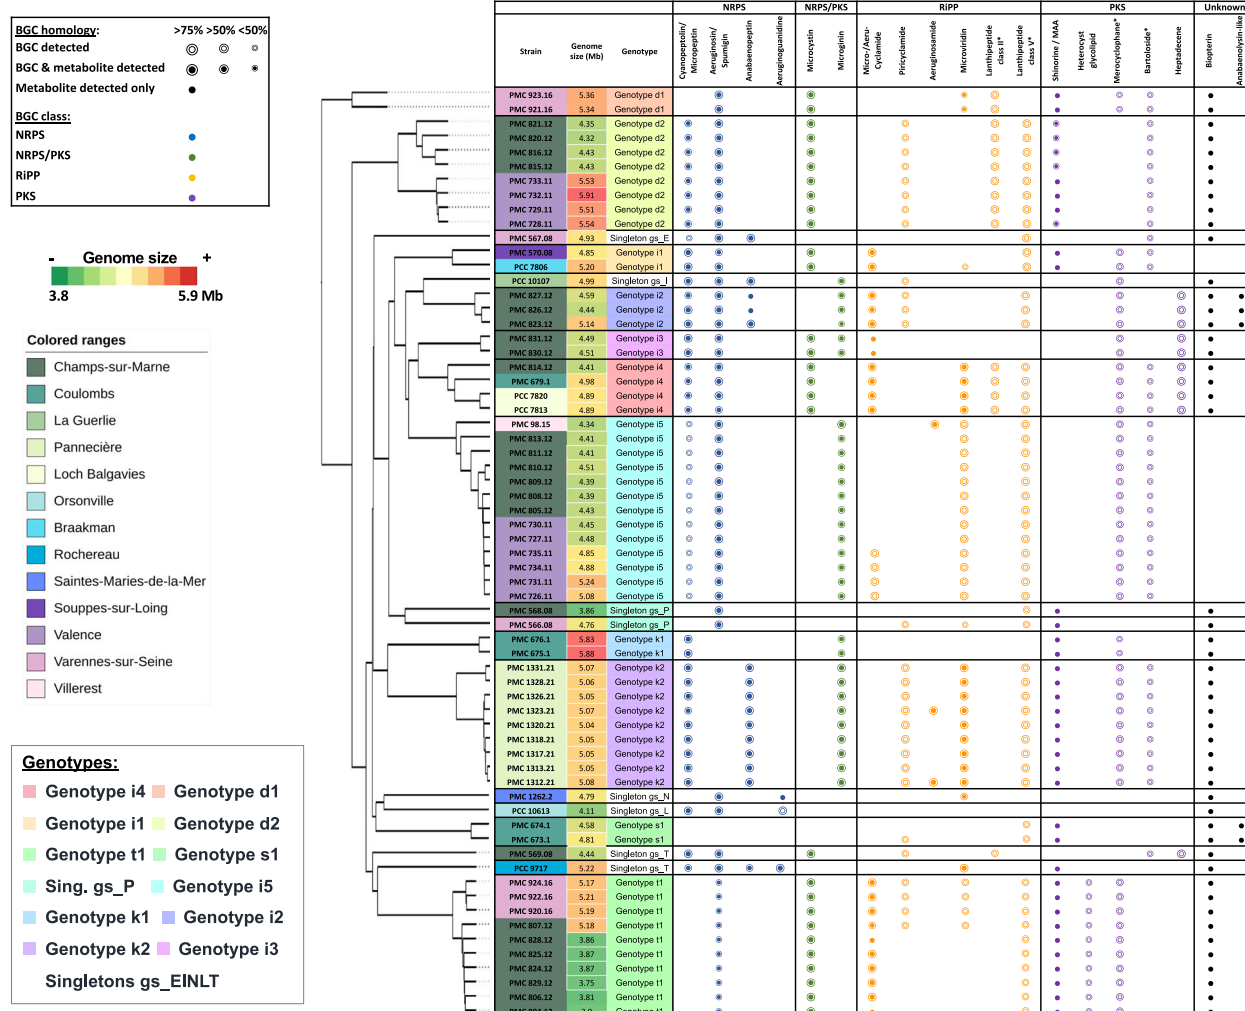 BGC homology: >75% >50% <50%
BGC detected
BGC & metabolite detected
Metabolite detected only
BGC class:
NRPS
NRPS/PKS
RiPP
PKS
- Genome size +
3.8 5.9 Mb
Colored ranges
Champs-sur-Marne
Coulombs
La Guerlie
Pannecière
Loch Balgavies
Orsonville
Braakman
Rochereau
Saintes-Maries-de-la-Mer
Souppes-sur-Loing
Valence
Varennes-sur-Seine
Villerest
Genotypes:
Genotype i4 Genotype d1
Genotype i1 Genotype d2
Genotype t1 Genotype s1
Sing. gs_P Genotype i5
Genotype k1 Genotype i2
Genotype k2 Genotype i3
Singletons gs_EINLT
NRPS NRPS/PKS RiPP PKS Unknown
Strain
Genome size (Mb)
Genotype
Cyanopeptolin/ Micropeptin
Aeruginosin/ Spumigin
Anabaenopeptin
Aeruginoguanidine
Microcystin
Microginin
Micro-/Aeru- Cyclamide
Piricyclamide
Aeruginosamide
Microviridin
Lanthipeptide class II*
Lanthipeptide class V*
Shinorine / MAA
Heterocyst glycolipid
Merocyclophane*
Bartoloside*
Heptadecene
Biopterin
Anabaenolysin-like
PMC 923.16 5.36 Genotype d1
PMC 921.16 5.34 Genotype d1
PMC 821.12 4.35 Genotype d2
PMC 820.12 4.32 Genotype d2
PMC 816.12 4.43 Genotype d2
PMC 815.12 4.43 Genotype d2
PMC 733.11 5.53 Genotype d2
PMC 732.11 5.91 Genotype d2
PMC 729.11 5.51 Genotype d2
PMC 728.11 5.54 Genotype d2
PMC 567.08 4.93 Singleton gs_E
PMC 570.08 4.85 Genotype i1
PCC 7806 5.20 Genotype i1
PCC 10107 4.99 Singleton gs_I
PMC 827.12 4.59 Genotype i2
PMC 826.12 4.44 Genotype i2
PMC 823.12 5.14 Genotype i2
PMC 831.12 4.49 Genotype i3
PMC 830.12 4.51 Genotype i3
PMC 814.12 4.41 Genotype i4
PMC 679.1 4.98 Genotype i4
PCC 7820 4.89 Genotype i4
PCC 7813 4.89 Genotype i4
PMC 98.15 4.34 Genotype i5
PMC 813.12 4.41 Genotype i5
PMC 811.12 4.41 Genotype i5
PMC 810.12 4.51 Genotype i5
PMC 809.12 4.39 Genotype i5
PMC 808.12 4.39 Genotype i5
PMC 805.12 4.43 Genotype i5
PMC 730.11 4.45 Genotype i5
PMC 727.11 4.48 Genotype i5
PMC 735.11 4.85 Genotype i5
PMC 734.11 4.88 Genotype i5
PMC 731.11 5.24 Genotype i5
PMC 726.11 5.08 Genotype i5
PMC 568.08 3.86 Singleton gs_P
PMC 566.08 4.76 Singleton gs_P
PMC 676.1 5.83 Genotype k1
PMC 675.1 5.88 Genotype k1
PMC 1331.21 5.07 Genotype k2
PMC 1328.21 5.06 Genotype k2
PMC 1326.21 5.05 Genotype k2
PMC 1323.21 5.07 Genotype k2
PMC 1320.21 5.04 Genotype k2
PMC 1318.21 5.05 Genotype k2
PMC 1317.21 5.05 Genotype k2
PMC 1313.21 5.05 Genotype k2
PMC 1312.21 5.08 Genotype k2
PMC 1262.2 4.79 Singleton gs_N
PCC 10613 4.11 Singleton gs_L
PMC 674.1 4.58 Genotype s1
PMC 673.1 4.81 Genotype s1
PMC 569.08 4.44 Singleton gs_T
PCC 9717 5.22 Singleton gs_T
PMC 924.16 5.17 Genotype t1
PMC 922.16 5.21 Genotype t1
PMC 920.16 5.19 Genotype t1
PMC 807.12 5.18 Genotype t1
PMC 828.12 3.86 Genotype t1
PMC 825.12 3.87 Genotype t1
PMC 824.12 3.87 Genotype t1
PMC 829.12 3.75 Genotype t1
PMC 806.12 3.81 Genotype t1